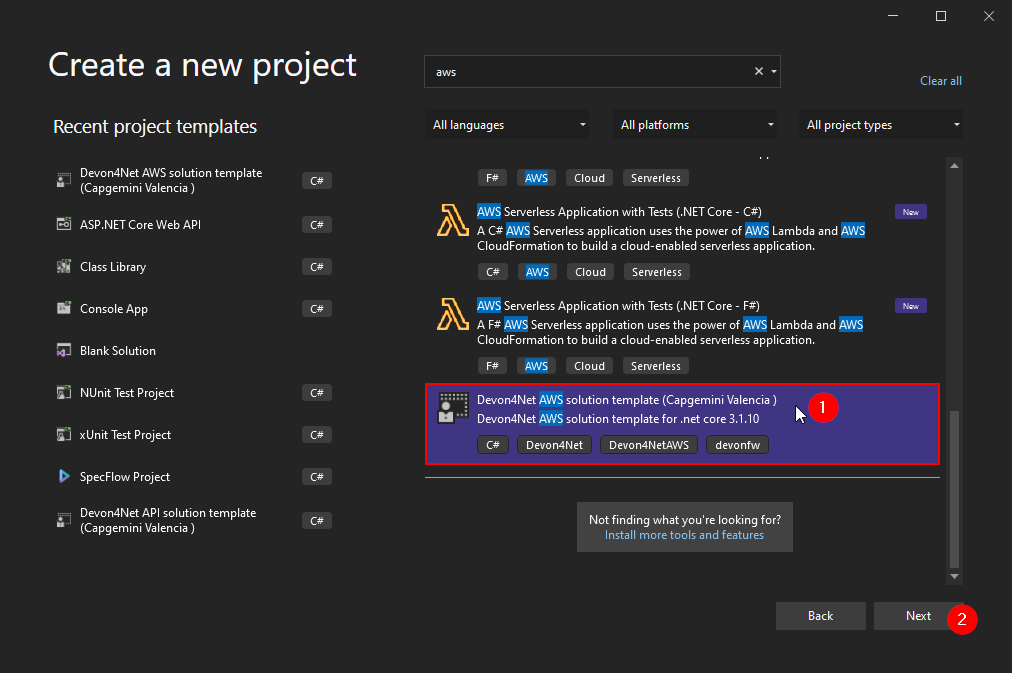 Create a new project
aws
Clear all
Recent project templates
All languages
All platforms
All project types
Devon4Net AWS solution template
(Capgemini Valencia )
C#
ASP.NET Core Web API
C#
Class Library
C#
Console App
C#
Blank Solution
NUnit Test Project
C#
xUnit Test Project
C#
SpecFlow Project
C#
Devon4Net API solution template
(Capgemini Valencia )
C#
F# AWS Cloud Serverless
AWS Serverless Application with Tests (.NET Core - C#)
New
A C# AWS Serverless application uses the power of AWS Lambda and AWS
CloudFormation to build a cloud-enabled serverless application.
C# AWS Cloud Serverless
AWS Serverless Application with Tests (.NET Core - F#)
New
A F# AWS Serverless application uses the power of AWS Lambda and AWS
CloudFormation to build a cloud-enabled serverless application.
F# AWS Cloud Serverless
Devon4Net AWS solution template (Capgemini Valencia )
1
Devon4Net AWS solution template for .net core 3.1.10
C# Devon4Net Devon4NetAWS devonfw
Not finding what you're looking for?
Install more tools and features
Back
Next
2